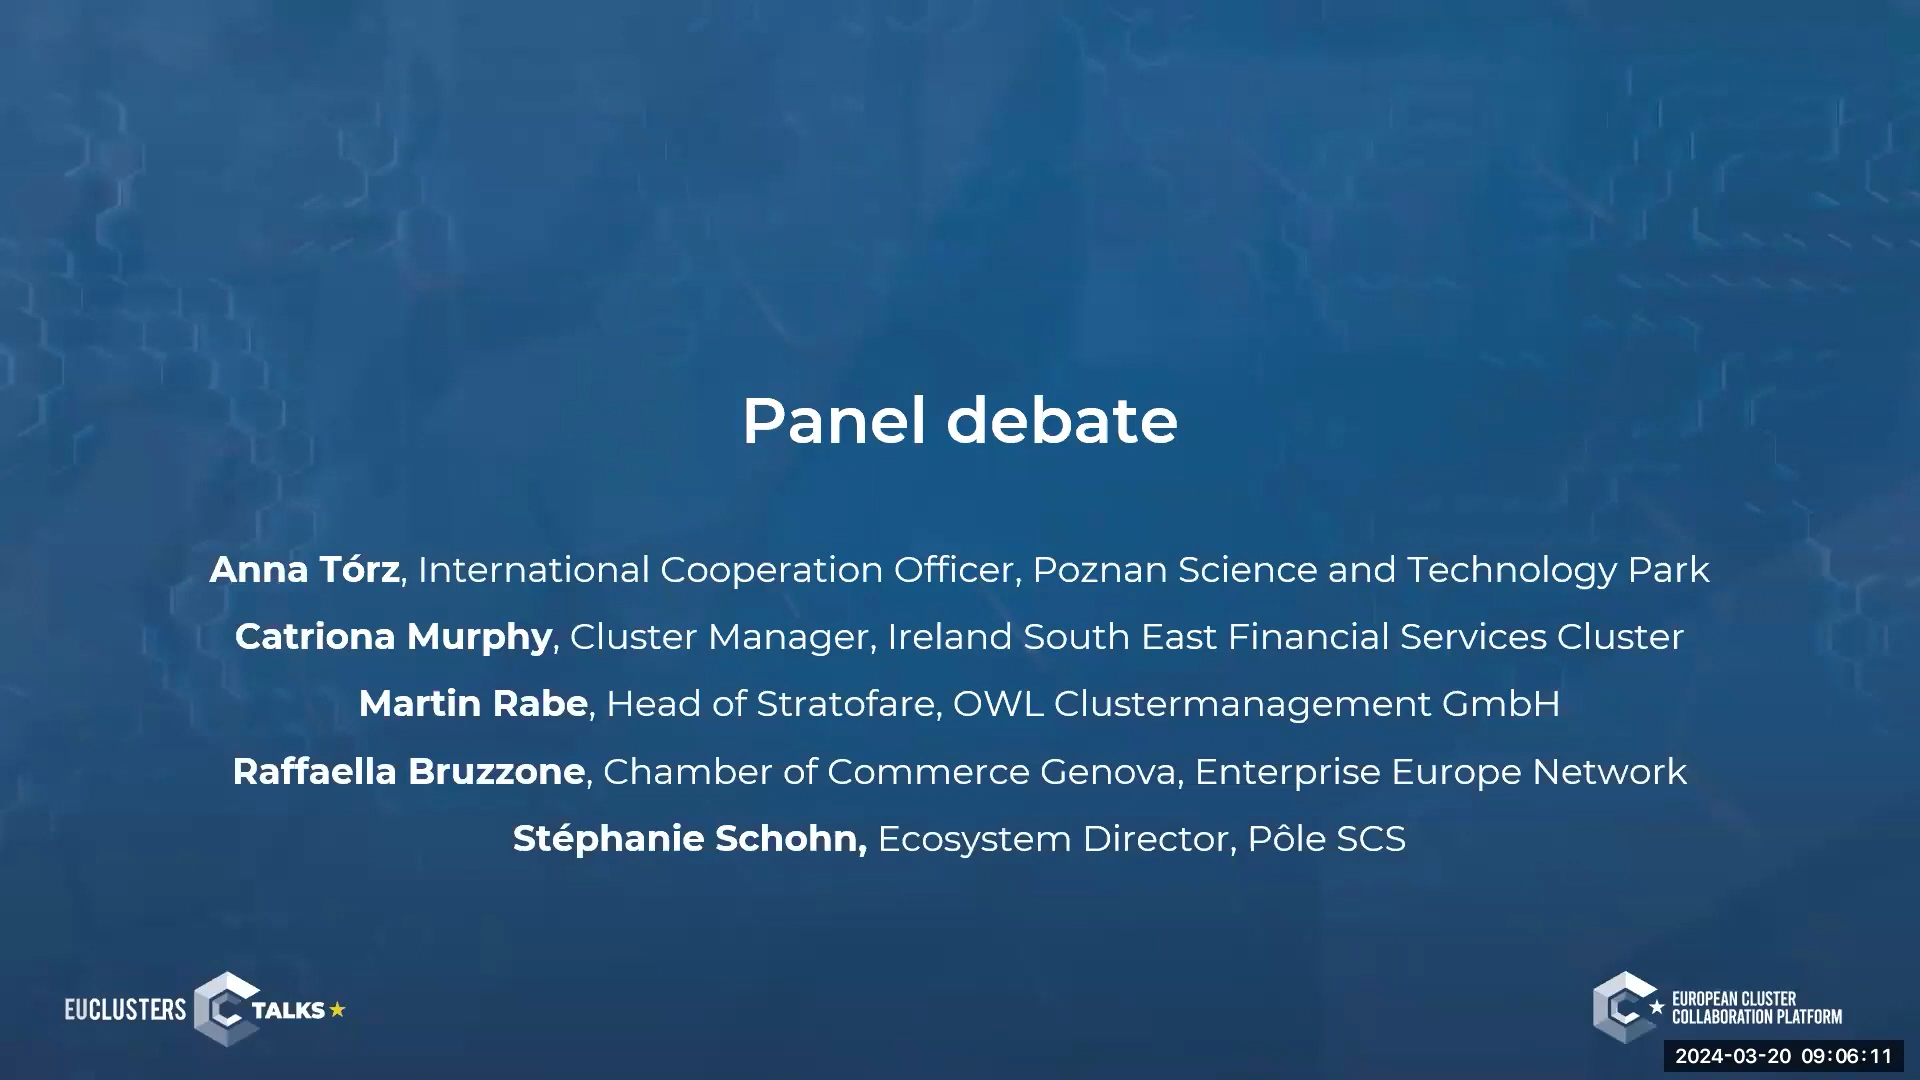 Panel debate
Anna Tórz, International Cooperation Officer, Poznan Science and Technology Park
Catriona Murphy, Cluster Manager, Ireland South East Financial Services Cluster
Martin Rabe, Head of Stratofare, OWL Clustermanagement GmbH
Raffaella Bruzzone, Chamber of Commerce Genova, Enterprise Europe Network
Stéphanie Schohn, Ecosystem Director, Pôle SCS
EUCLUSTERS TALKS
EUROPEAN CLUSTER
COLLABORATION PLATFORM
2024-03-20 09:06:11